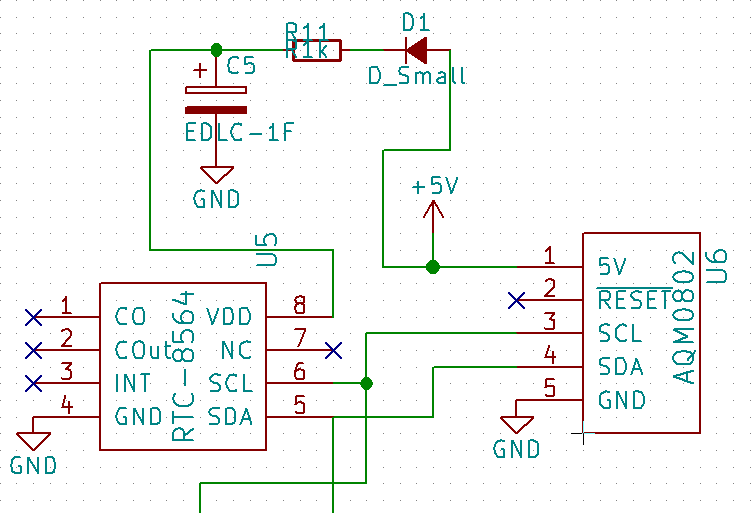 D1
R11
R1k
C5
D_Small
+
EDLC-1F
GND
+5V
U5
U6
1
5V
2
RESET
3
SCL
4
SDA
5
GND
AQM0802
GND
1
CO
VDD
8
2
COut
NC
7
3
INT
SCL
6
4
GND
SDA
5
RTC-8564
GND